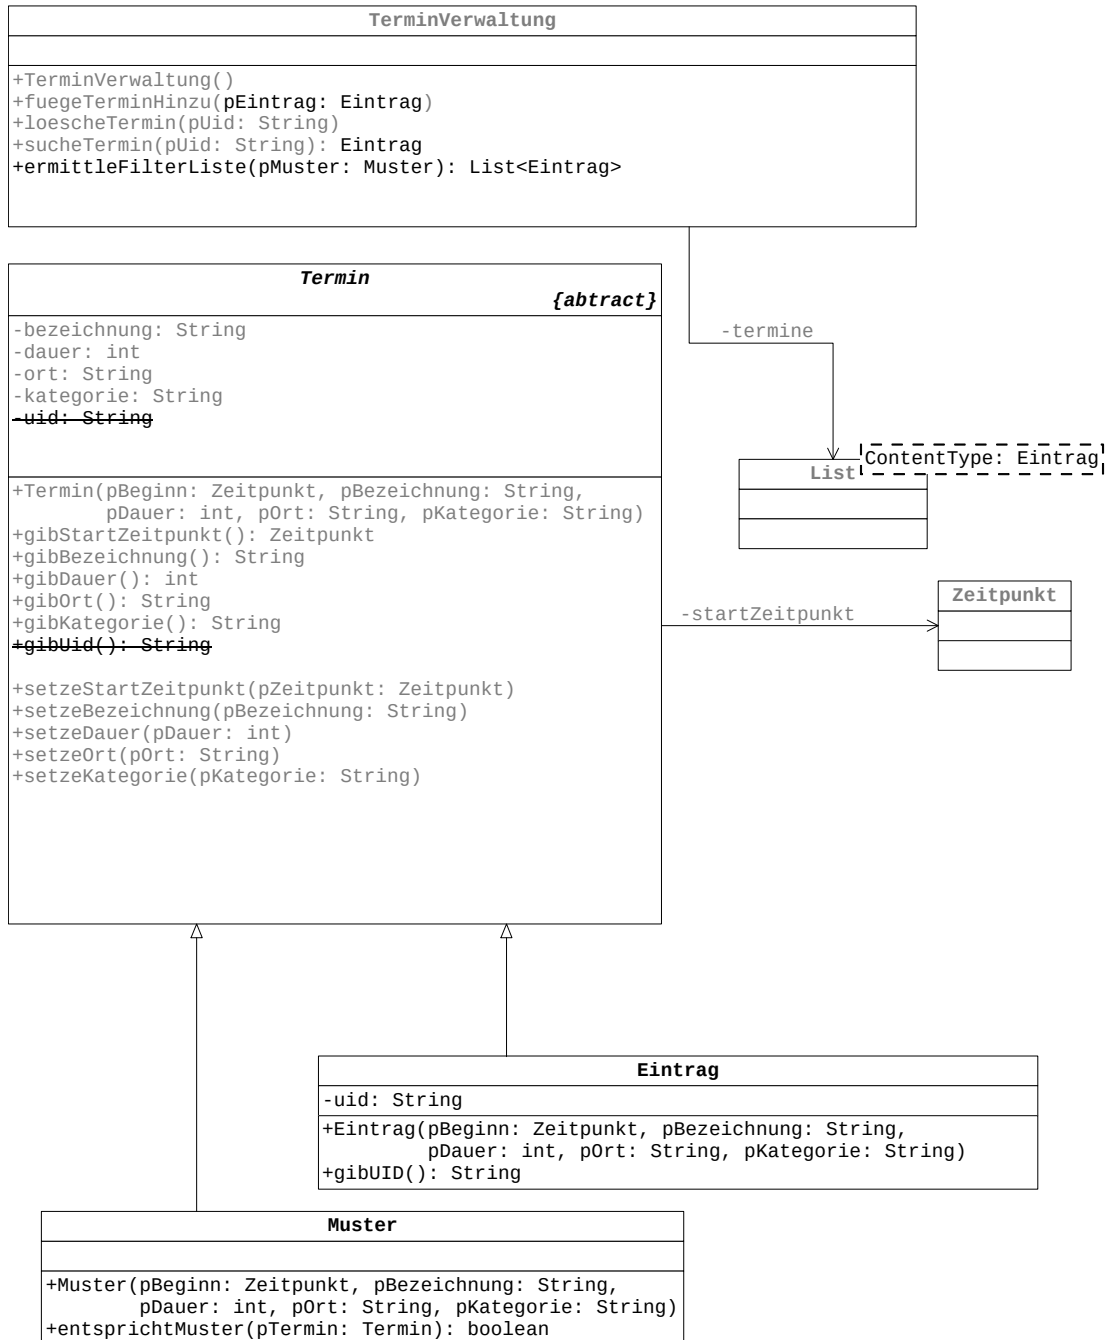 TerminVerwaltung
+TerminVerwaltung()
+fuegeTerminHinzu(pEintrag: Eintrag)
+loescheTermin(pUid: String)
+sucheTermin(pUid: String): Eintrag
+ermittleFilterListe(pMuster: Muster): List<Eintrag>
Termin
{abtract}
-bezeichnung: String
-dauer: int
-ort: String
-kategorie: String
-uid: String
-termine
ContentType: Eintrag
List
+Termin(pBeginn: Zeitpunkt, pBezeichnung: String,
pDauer: int, pOrt: String, pKategorie: String)
+gibStartZeitpunkt(): Zeitpunkt
+gibBezeichnung(): String
+gibDauer(): int
+gibOrt(): String
+gibKategorie(): String
+gibUid(): String
+setzeStartZeitpunkt(pZeitpunkt: Zeitpunkt)
+setzeBezeichnung(pBezeichnung: String)
+setzeDauer(pDauer: int)
+setzeOrt(pOrt: String)
+setzeKategorie(pKategorie: String)
-startZeitpunkt
Zeitpunkt
Eintrag
-uid: String
+Eintrag(pBeginn: Zeitpunkt, pBezeichnung: String,
pDauer: int, pOrt: String, pKategorie: String)
+gibUID(): String
Muster
+Muster(pBeginn: Zeitpunkt, pBezeichnung: String,
pDauer: int, pOrt: String, pKategorie: String)
+entsprichtMuster(pTermin: Termin): boolean